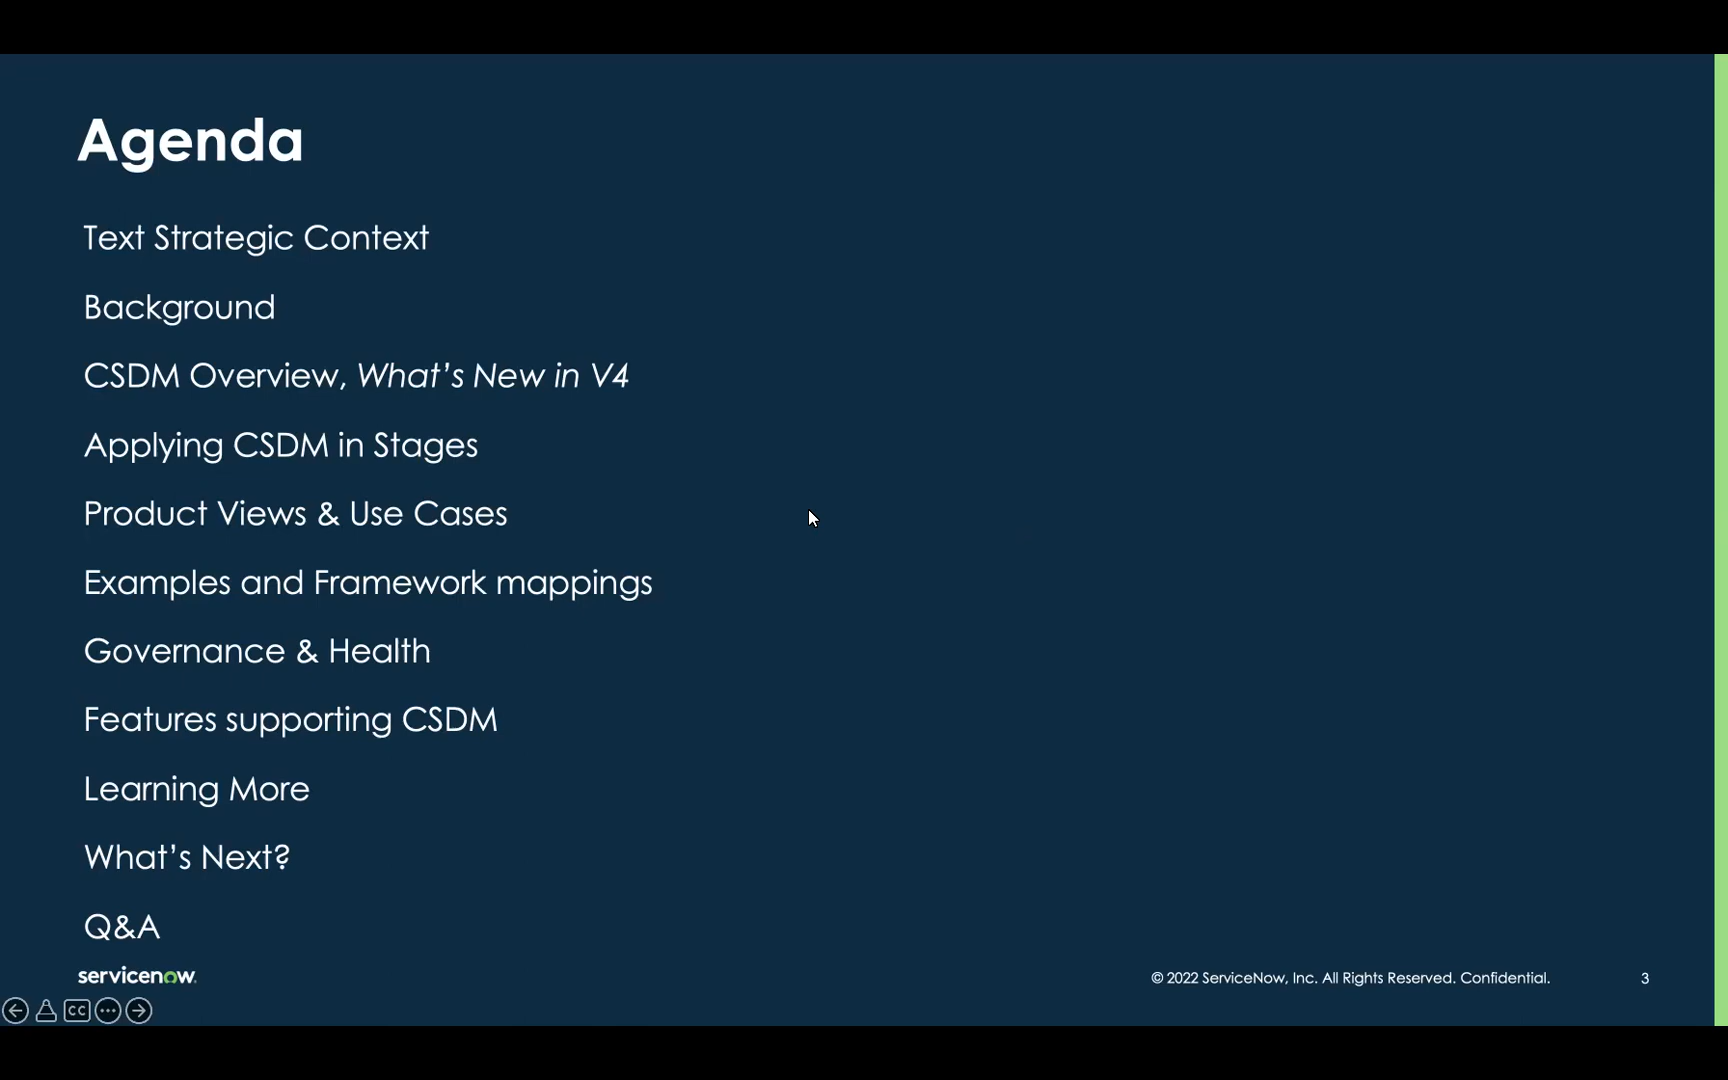 Agenda
Text Strategic Context
Background
CSDM Overview, What’s New in V4
Applying CSDM in Stages
Product Views & Use Cases
Examples and Framework mappings
Governance & Health
Features supporting CSDM
Learning More
What’s Next?
Q&A
servicenow.
© 2022 ServiceNow, Inc. All Rights Reserved. Confidential.
3
CC